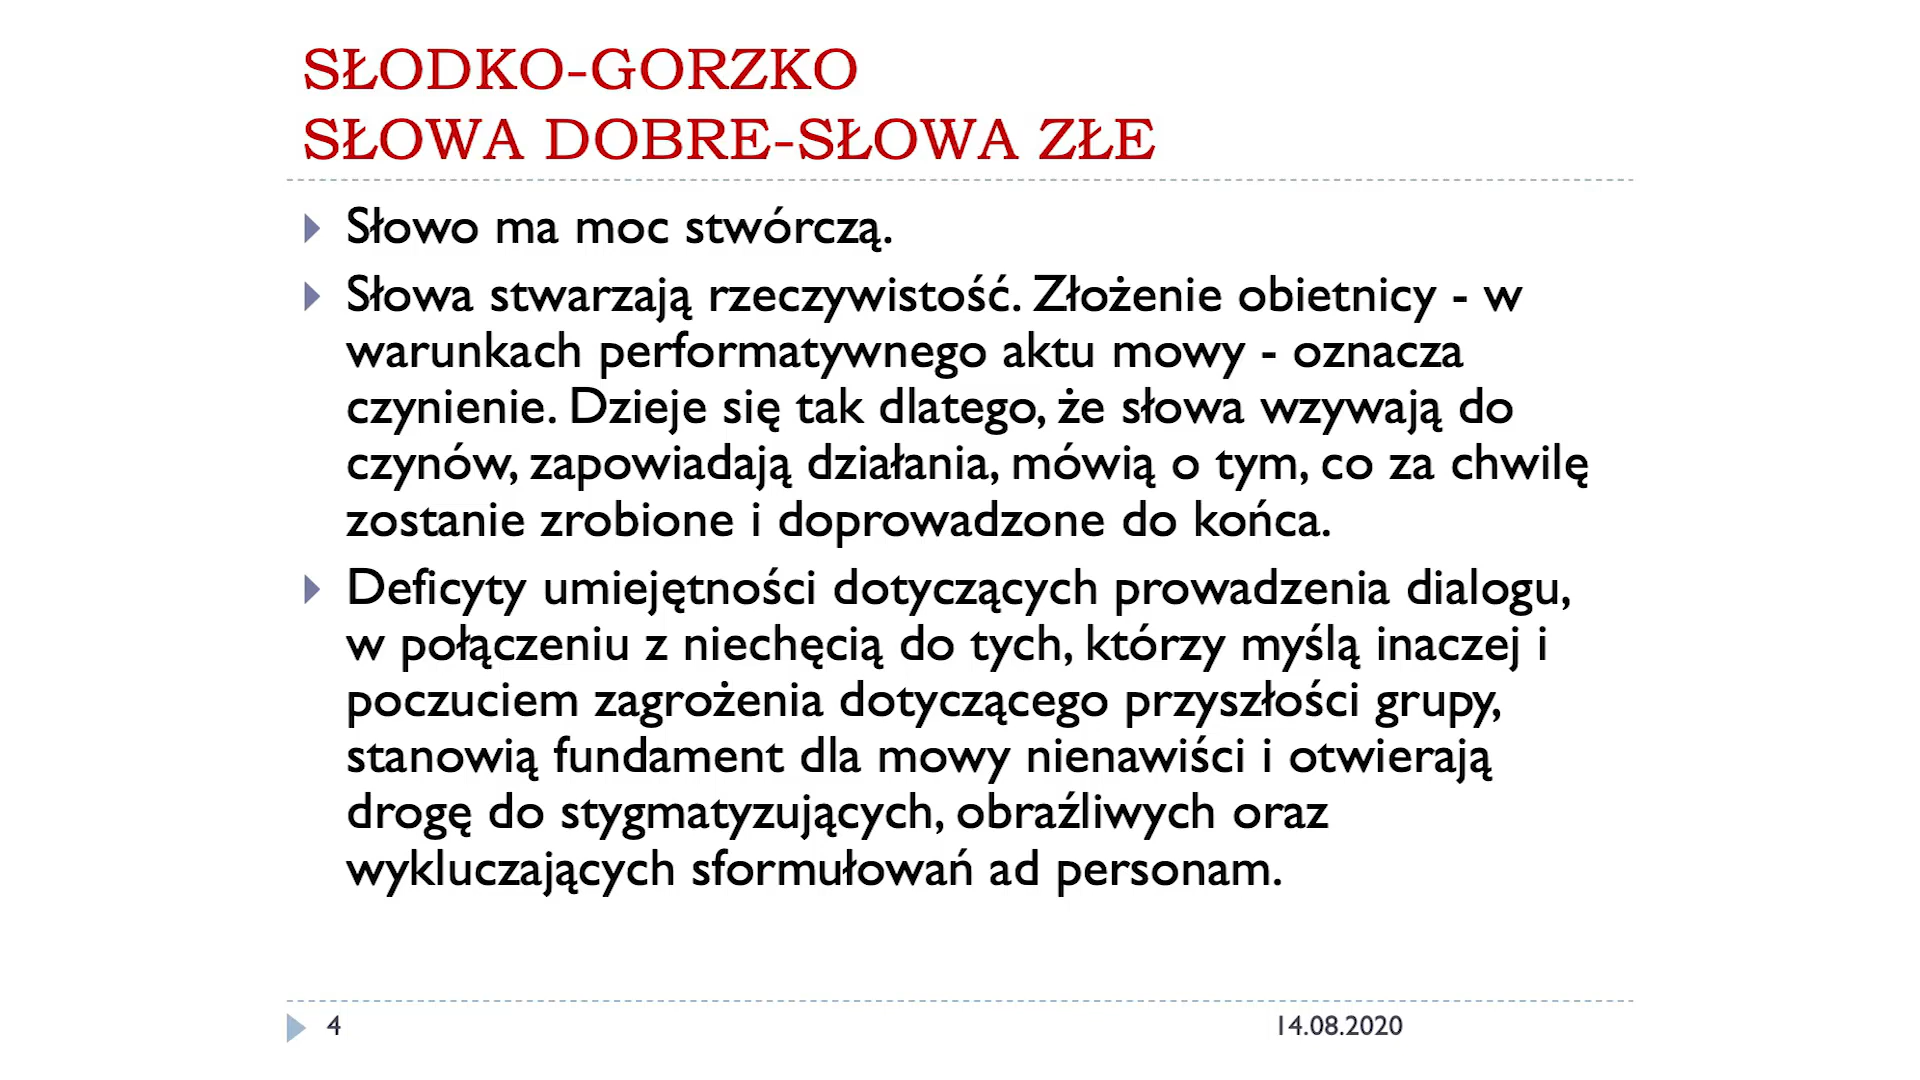 SŁODKO-GORZKO
SŁOWA DOBRE-SŁOWA ZŁE
Słowo ma moc stwórczą.
Słowa stwarzają rzeczywistość. Złożenie obietnicy - w
warunkach performatywnego aktu mowy - oznacza
czynienie. Dzieje się tak dlatego, że słowa wzywają do
czynów, zapowiadają działania, mówią o tym, co za chwilę
zostanie zrobione i doprowadzone do końca.
Deficyty umiejętności dotyczących prowadzenia dialogu,
w połączeniu z niechęcią do tych, którzy myślą inaczej i
poczuciem zagrożenia dotyczącego przyszłości grupy,
stanowią fundament dla mowy nienawiści i otwierają
drogę do stygmatyzujących, obraźliwych oraz
wykluczających sformułowań ad personam.
4
14.08.2020